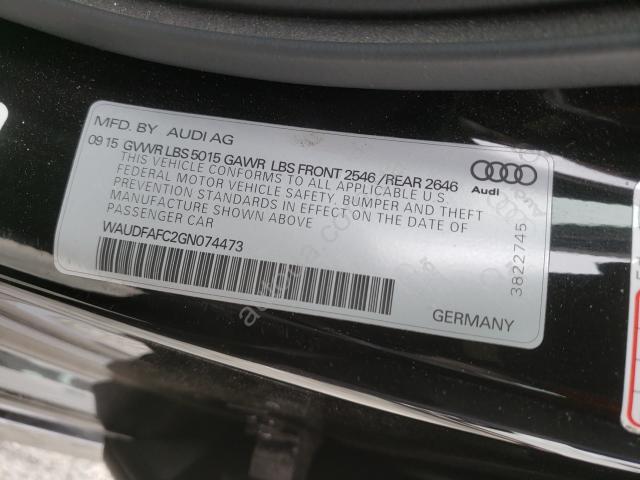 MFD. BY AUDI AG
09 15 GVWR LBS 5015 GAWR LBS FRONT 2546 /REAR 2646
THIS VEHICLE CONFORMS TO ALL APPLICABLE U.S.
FEDERAL MOTOR VEHICLE SAFETY, BUMPER AND THEFT
PREVENTION STANDARDS IN EFFECT ON THE DATE OF
MANUFACTURE SHOWN ABOVE
PASSENGER CAR
WAUDFAFC2GN074473
Audi
3822745
GERMANY